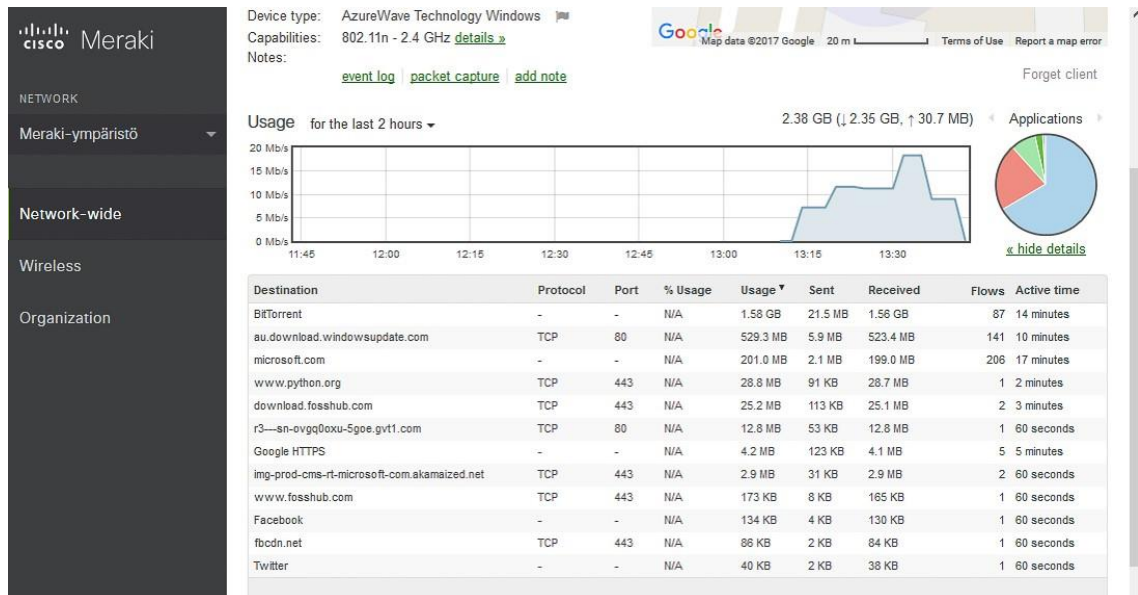 Device type: AzureWave Technology Windows
Capabilities: 802.11n - 2.4 GHz details »
Notes:
event log packet capture add note
Google Map data ©2017 Google 20 m Terms of Use Report a map error
Forget client
cisco Meraki
NETWORK
Meraki-ympäristö
Network-wide
Wireless
Organization
Usage for the last 2 hours
2.38 GB (↓2.35 GB, ↑30.7 MB)
Applications
20 Mb/s
15 Mb/s
10 Mb/s
5 Mb/s
0 Mb/s
11:45 12:00 12:15 12:30 12:45 13:00 13:15 13:30
« hide details
Destination Protocol Port % Usage Usage ▼ Sent Received Flows Active time
BitTorrent - - N/A 1.58 GB 21.5 MB 1.56 GB 87 14 minutes
au.download.windowsupdate.com TCP 80 N/A 529.3 MB 5.9 MB 523.4 MB 141 10 minutes
microsoft.com - - N/A 201.0 MB 2.1 MB 199.0 MB 206 17 minutes
www.python.org TCP 443 N/A 28.8 MB 91 KB 28.7 MB 1 2 minutes
download.fosshub.com TCP 443 N/A 25.2 MB 113 KB 25.1 MB 2 3 minutes
r3---sn-ovgq0oxu-5goe.gvt1.com TCP 80 N/A 12.8 MB 53 KB 12.8 MB 1 60 seconds
Google HTTPS - - N/A 4.2 MB 123 KB 4.1 MB 5 5 minutes
img-prod-cms-rt-microsoft-com.akamaized.net TCP 443 N/A 2.9 MB 31 KB 2.9 MB 2 60 seconds
www.fosshub.com TCP 443 N/A 173 KB 8 KB 165 KB 1 60 seconds
Facebook - - N/A 134 KB 4 KB 130 KB 1 60 seconds
fbcdn.net TCP 443 N/A 86 KB 2 KB 84 KB 1 60 seconds
Twitter - - N/A 40 KB 2 KB 38 KB 1 60 seconds